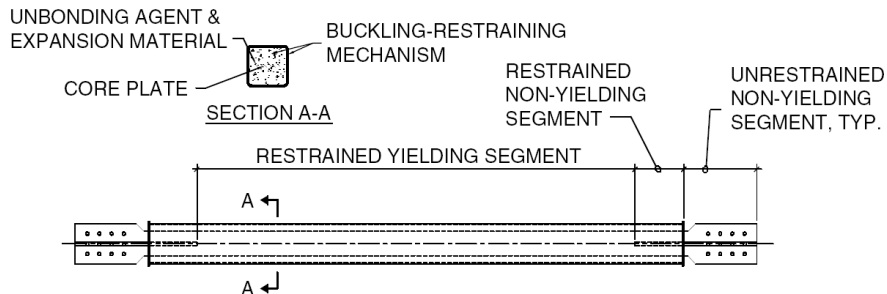 UNBONDING AGENT &
EXPANSION MATERIAL
CORE PLATE
BUCKLING-RESTRAINING
MECHANISM
SECTION A-A
RESTRAINED
NON-YIELDING
SEGMENT
UNRESTRAINED
NON-YIELDING
SEGMENT, TYP.
RESTRAINED YIELDING SEGMENT
A
A